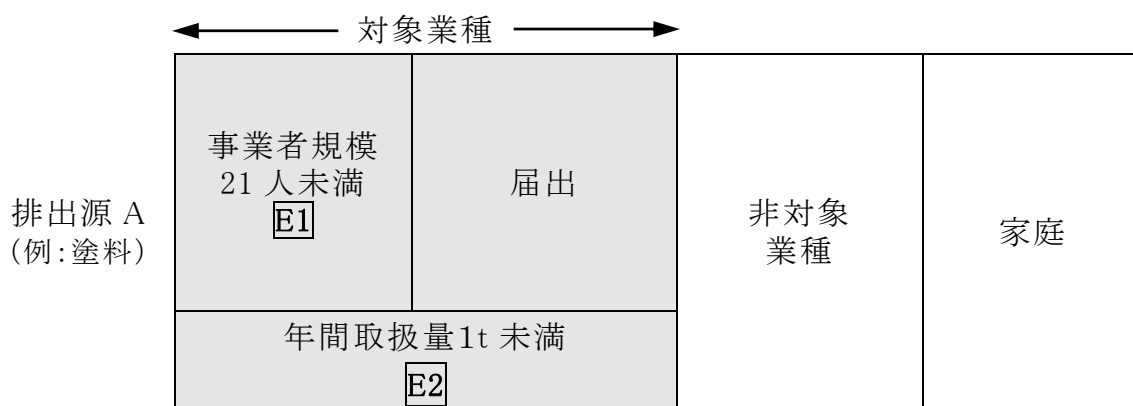 対象業種
事業者規模
21人未満
E1
届出
排出源 A
(例:塗料)
非対象
業種
家庭
年間取扱量1t 未満
E2